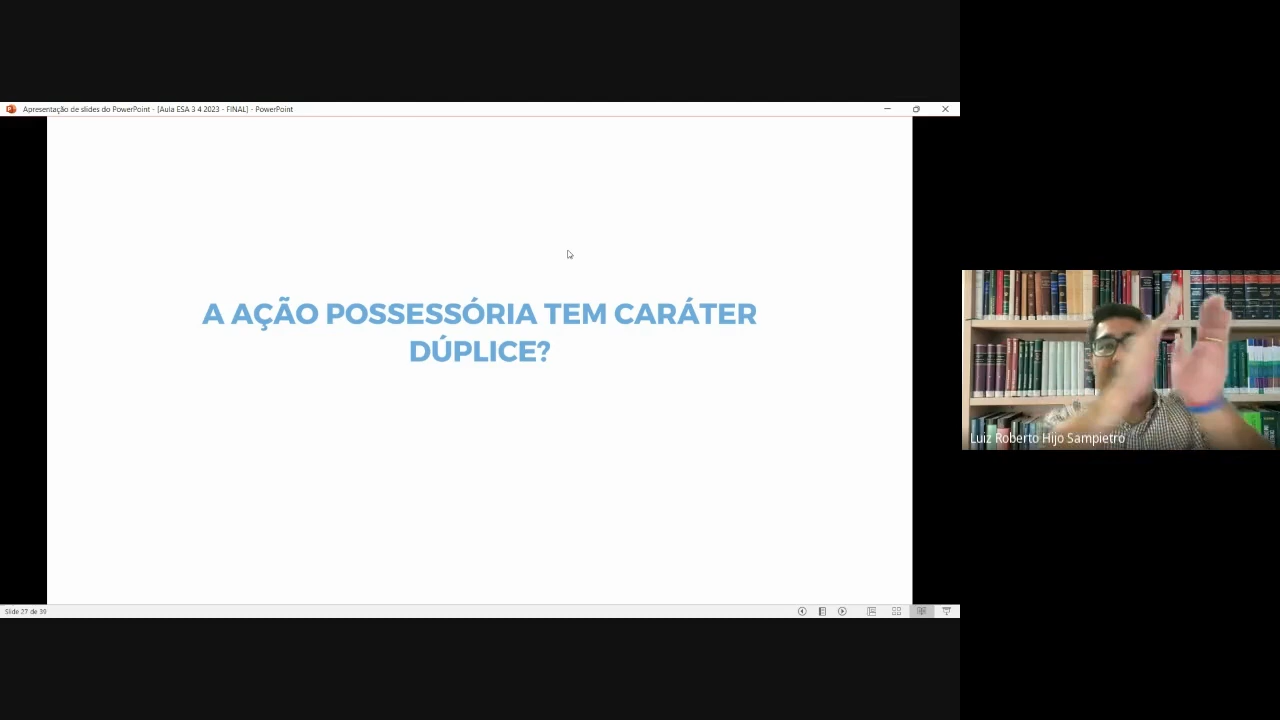 Apresentação de slides do PowerPoint - [Aula ESA 3 4 2023 - FINAL] - PowerPoint
A AÇÃO POSSESSÓRIA TEM CARÁTER
DÚPLICE?
Luiz Roberto Hijo Sampietro
Slide 27 de 39